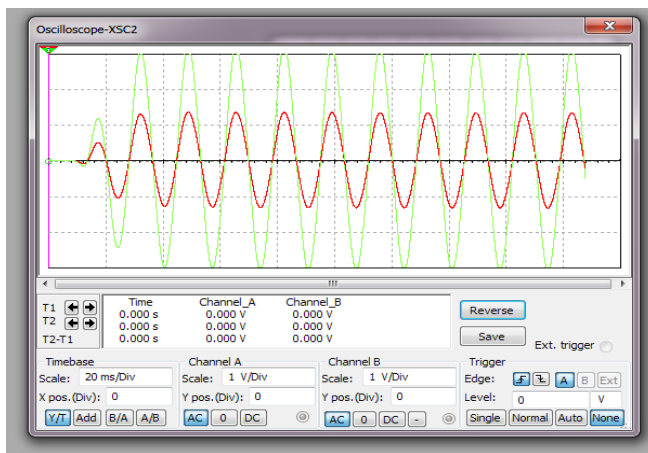 Oscilloscope-XSC2
Time Channel_A Channel_B
T1 0.000 s 0.000 V 0.000 V
T2 0.000 s 0.000 V 0.000 V
T2-T1 0.000 s 0.000 V 0.000 V
Reverse
Save
Ext. trigger
Timebase
Scale: 20 ms/Div
X pos.(Div): 0
Y/T Add B/A A/B
Channel A
Scale: 1 V/Div
Y pos.(Div): 0
AC 0 DC
Channel B
Scale: 1 V/Div
Y pos.(Div): 0
AC 0 DC -
Trigger
Edge: A B Ext
Level: 0 V
Single Normal Auto None